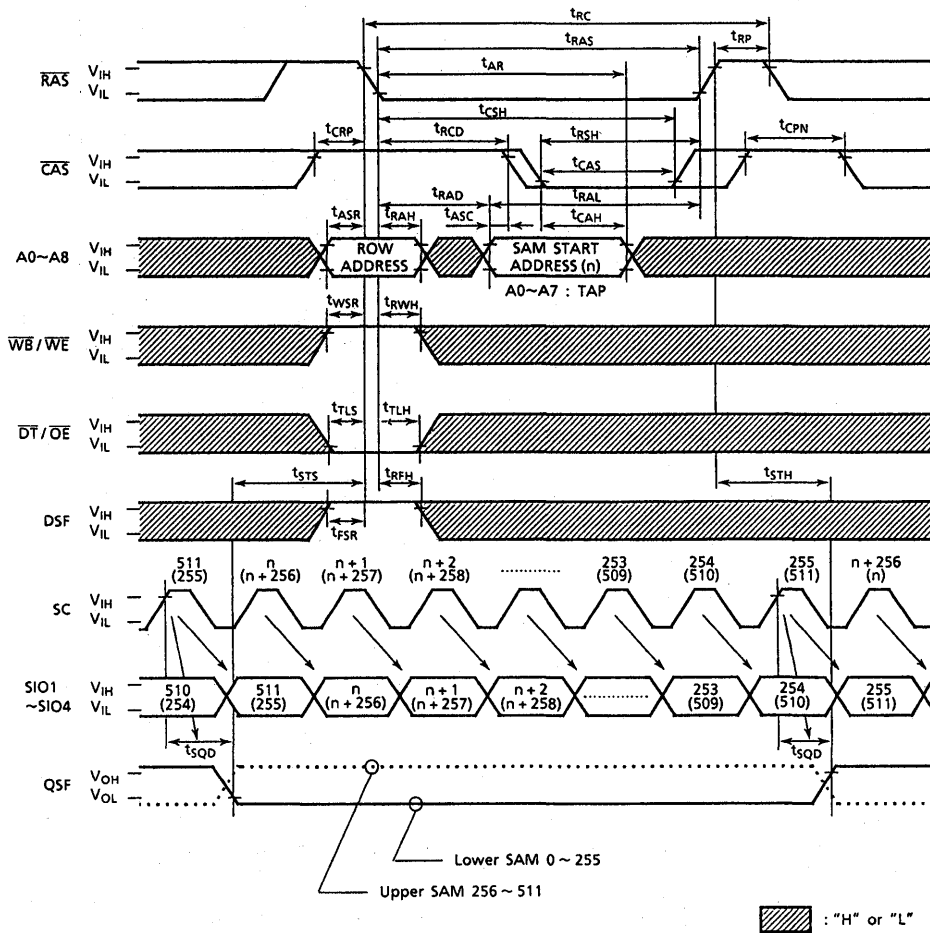 tRC
tRAS tRP
tAR
RAS VIH
VIL
tCSH
tCRP tRCD tRSH tCPN
CAS VIH
VIL
tCAS
tRAD tRAL
tASR tRAH tASC tCAH
A0~A8 VIH
VIL
ROW ADDRESS
SAM START ADDRESS (n)
A0~A7 : TAP
tWSR tRWH
WB / WE VIH
VIL
tTLS tTLH
DT / OE VIH
VIL
tSTS tRFH tSTH
DSF VIH
VIL
tFSR
511 n n+1 n+2 ......... 253 254 255 n+256
(255) (n+256) (n+257) (n+258) (509) (510) (511) (n)
SC VIH
VIL
SIO1 ~SIO4 VIH
VIL
510 511 n n+1 n+2 ......... 253 254 255
(254) (255) (n+256) (n+257) (n+258) (509) (510) (511)
tSQD tSQD
QSF VOH
VOL
Lower SAM 0~255
Upper SAM 256~511
: "H" or "L"